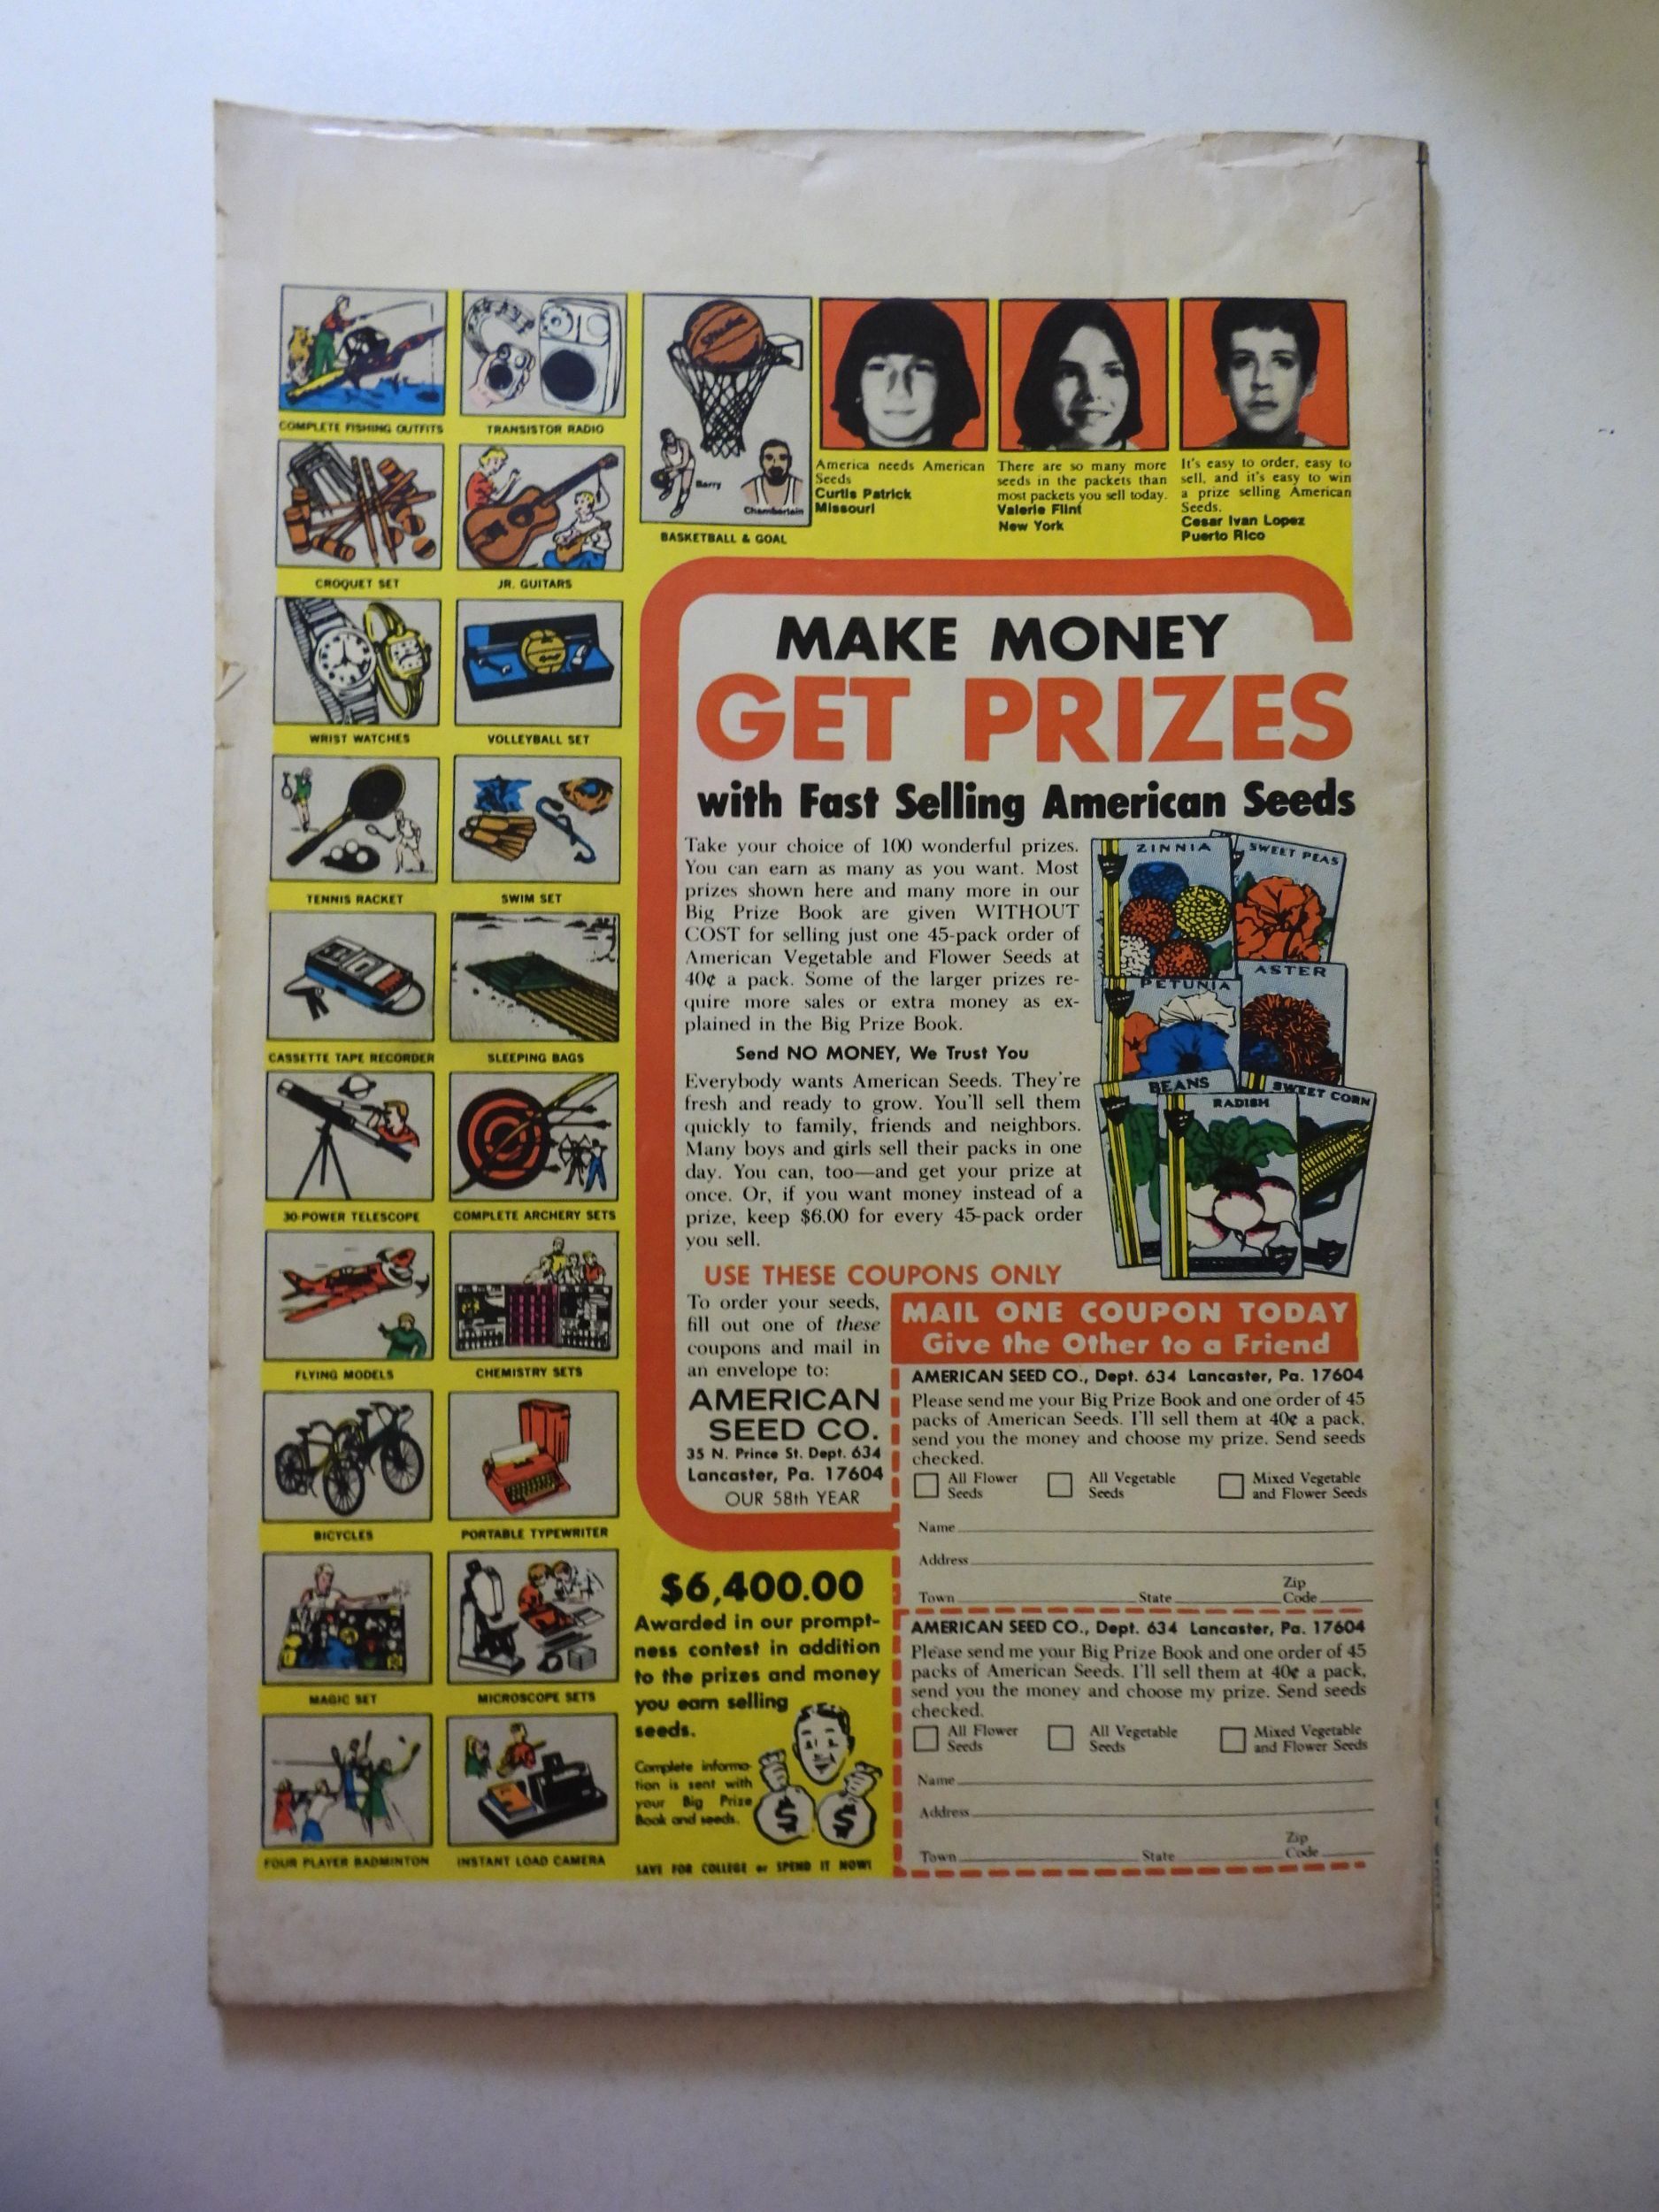 COMPLETE FISHING OUTFITS
TRANSISTOR RADIO
CROQUET SET
JR. GUITARS
WRIST WATCHES
VOLLEYBALL SET
TENNIS RACKET
SWIM SET
CASSETTE TAPE RECORDER
SLEEPING BAGS
30-POWER TELESCOPE
COMPLETE ARCHERY SETS
FLYING MODELS
CHEMISTRY SETS
BICYCLES
PORTABLE TYPEWRITER
MAGIC SET
MICROSCOPE SETS
FOUR PLAYER BADMINTON
INSTANT LOAD CAMERA
SPALDING
Barry
Chamberlain
BASKETBALL & GOAL
America needs American
Seeds
Curtis Patrick
Missouri
There are so many more
seeds in the packets than
most packets you sell today.
Valerie Flint
New York
It's easy to order, easy to
sell, and it's easy to win
a prize selling American
Seeds.
Cesar Ivan Lopez
Puerto Rico
MAKE MONEY
GET PRIZES
with Fast Selling American Seeds
Take your choice of 100 wonderful prizes.
You can earn as many as you want. Most
prizes shown here and many more in our
Big Prize Book are given WITHOUT
COST for selling just one 45-pack order of
American Vegetable and Flower Seeds at
40¢ a pack. Some of the larger prizes re-
quire more sales or extra money as ex-
plained in the Big Prize Book.
Send NO MONEY, We Trust You
Everybody wants American Seeds. They're
fresh and ready to grow. You'll sell them
quickly to family, friends and neighbors.
Many boys and girls sell their packs in one
day. You can, too—and get your prize at
once. Or, if you want money instead of a
prize, keep $6.00 for every 45-pack order
you sell.
ZINNIA
SWEET PEAS
PETUNIA
ASTER
BEANS
RADISH
SWEET CORN
USE THESE COUPONS ONLY
To order your seeds,
fill out one of these
coupons and mail in
an envelope to:
AMERICAN
SEED CO.
35 N. Prince St. Dept. 634
Lancaster, Pa. 17604
OUR 58th YEAR
MAIL ONE COUPON TODAY
Give the Other to a Friend
AMERICAN SEED CO., Dept. 634 Lancaster, Pa. 17604
Please send me your Big Prize Book and one order of 45
packs of American Seeds. I'll sell them at 40¢ a pack,
send you the money and choose my prize. Send seeds
checked.
All Flower
Seeds
All Vegetable
Seeds
Mixed Vegetable
and Flower Seeds
Name
Address
Town State Zip Code
AMERICAN SEED CO., Dept. 634 Lancaster, Pa. 17604
Please send me your Big Prize Book and one order of 45
packs of American Seeds. I'll sell them at 40¢ a pack,
send you the money and choose my prize. Send seeds
checked.
All Flower
Seeds
All Vegetable
Seeds
Mixed Vegetable
and Flower Seeds
Name
Address
Town State Zip Code
$6,400.00
Awarded in our prompt-
ness contest in addition
to the prizes and money
you earn selling
seeds.
Complete informa-
tion is sent with
your Big Prize
Book and seeds.
$ $
SAVE FOR COLLEGE or SPEND IT NOW!